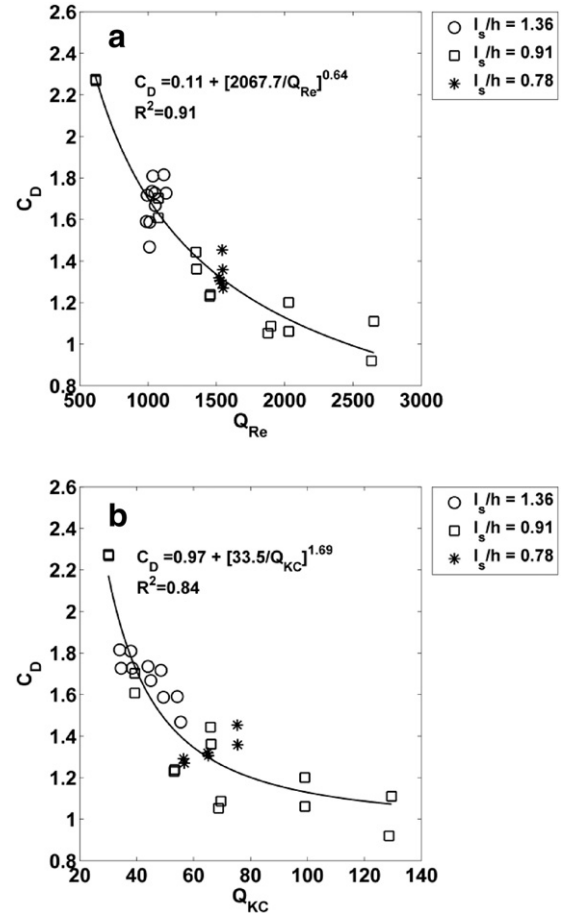 a
C_D =0.11 + [2067.7/Q_Re]^0.64
R^2=0.91
l_s/h = 1.36
l_s/h = 0.91
l_s/h = 0.78
2.6
2.4
2.2
2
1.8
1.6
1.4
1.2
1
0.8
C_D
500 1000 1500 2000 2500 3000
Q_Re
b
C_D =0.97 + [33.5/Q_KC]^1.69
R^2=0.84
l_s/h = 1.36
l_s/h = 0.91
l_s/h = 0.78
2.6
2.4
2.2
2
1.8
1.6
1.4
1.2
1
0.8
C_D
20 40 60 80 100 120 140
Q_KC